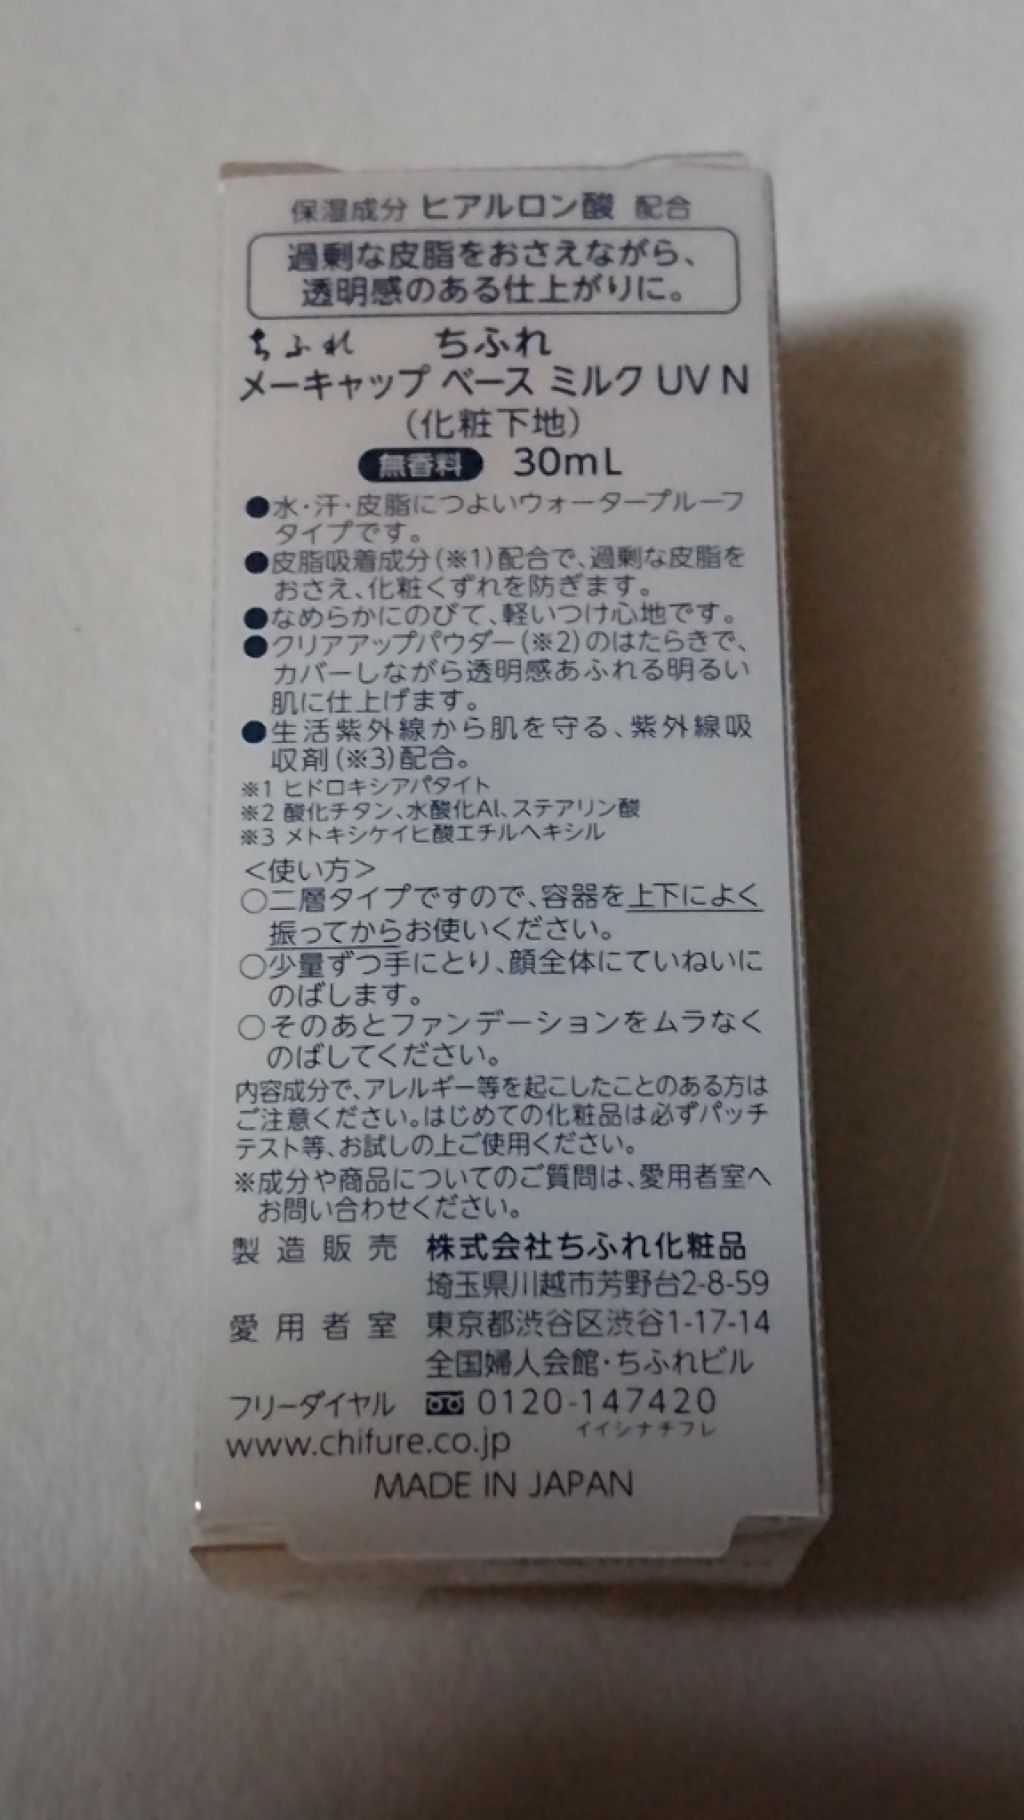 保湿成分 ヒアルロン酸 配合
過剰な皮脂をおさえながら、
透明感のある仕上がりに。
ちふれ ちふれ
メーキャップ ベース ミルク UV N
（化粧下地）
無香料 30mL
●水・汗・皮脂につよいウォータープルーフ
タイプです。
●皮脂吸着成分（※1）配合で、過剰な皮脂を
おさえ、化粧くずれを防ぎます。
●なめらかにのびて、軽いつけ心地です。
●クリアアップパウダー（※2）のはたらきで、
カバーしながら透明感あふれる明るい
肌に仕上げます。
●生活紫外線から肌を守る、紫外線吸
収剤（※3）配合。
※1 ヒドロキシアパタイト
※2 酸化チタン、水酸化Al、ステアリン酸
※3 メトキシケイヒ酸エチルヘキシル
＜使い方＞
○二層タイプですので、容器を上下によく
振ってからお使いください。
○少量ずつ手にとり、顔全体にていねいに
のばします。
○そのあとファンデーションをムラなく
のばしてください。
内容成分で、アレルギー等を起こしたことのある方は
ご注意ください。はじめての化粧品は必ずパッチ
テスト等、お試しの上ご使用ください。
※成分や商品についてのご質問は、愛用者室へ
お問い合わせください。
製造販売 株式会社ちふれ化粧品
埼玉県川越市芳野台2-8-59
愛用者室 東京都渋谷区渋谷1-17-14
全国婦人会館・ちふれビル
フリーダイヤル 0120-147420
イイシナチフレ
www.chifure.co.jp
MADE IN JAPAN